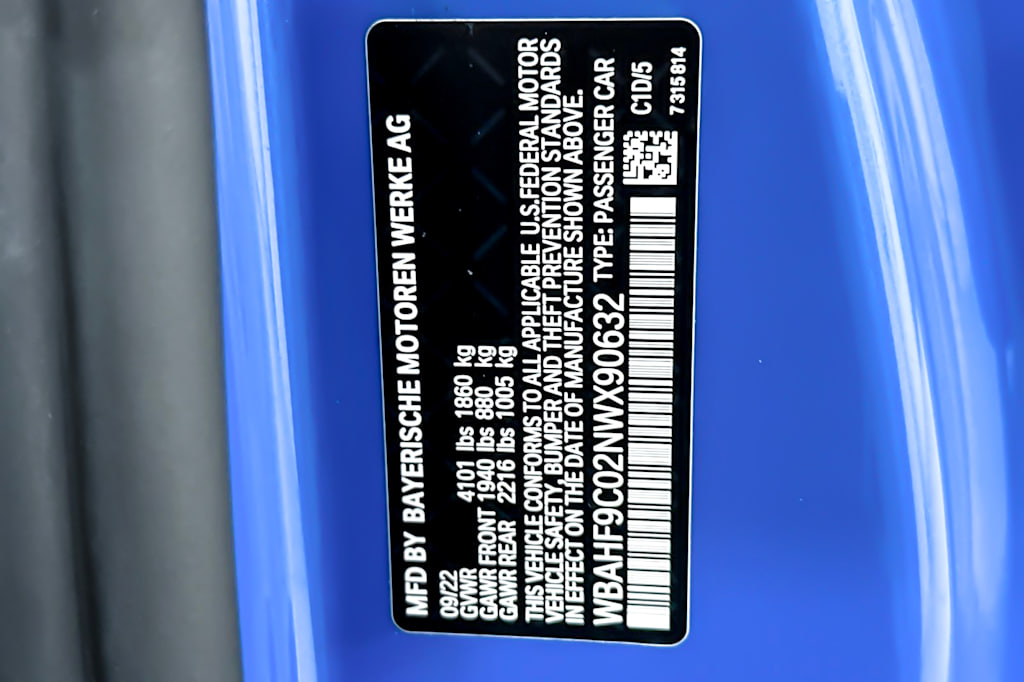 MFD BY BAYERISCHE MOTOREN WERKE AG
09/22
GVWR 4101 lbs 1860 kg
GAWR FRONT 1940 lbs 880 kg
GAWR REAR 2216 lbs 1005 kg
THIS VEHICLE CONFORMS TO ALL APPLICABLE U.S.FEDERAL MOTOR
VEHICLE SAFETY, BUMPER AND THEFT PREVENTION STANDARDS
IN EFFECT ON THE DATE OF MANUFACTURE SHOWN ABOVE.
WBAHF9C02NWX90632 TYPE: PASSENGER CAR
C1D/5
7315814